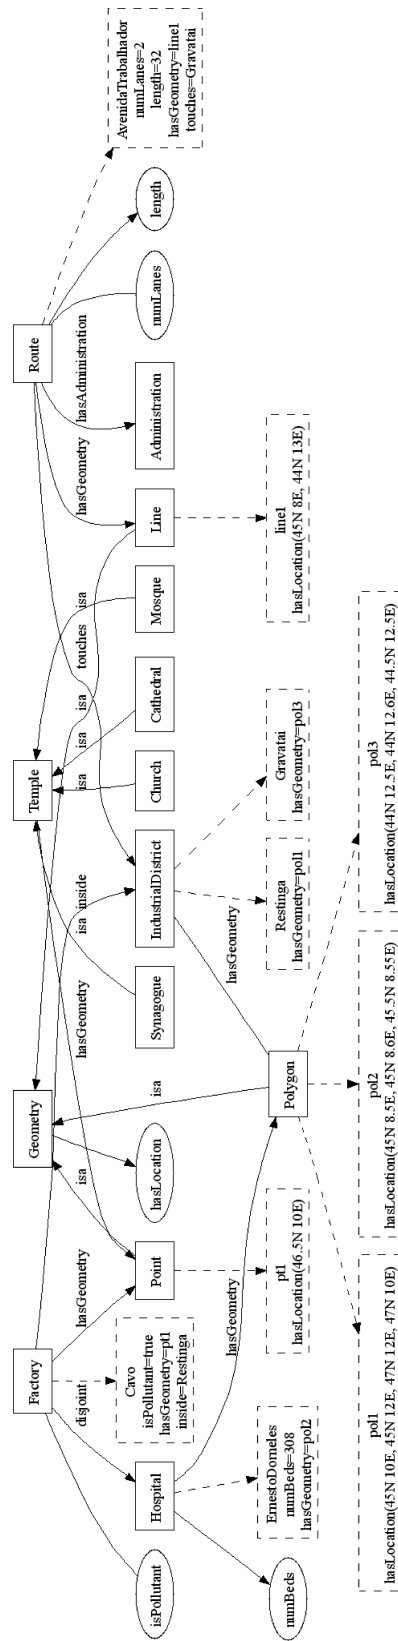 Factory
Geometry
Temple
Route
isPollutant
disjoint
hasGeometry
isa
hasGeometry
isa
inside
isa
isa
isa
touches
isa
hasGeometry
hasAdministration
Hospital
Cavo
isPollutant=true
hasGeometry=pt1
inside=Restinga
Point
hasLocation
Synagogue
IndustrialDistrict
Church
Cathedral
Mosque
Line
Administration
numLanes
length
AvenidaTrabalhador
numLanes=2
length=32
hasGeometry=line1
touches=Gravatai
hasGeometry
isa
hasGeometry
numBeds
ErnestoDorneles
numBeds=308
hasGeometry=pol2
pt1
hasLocation(46.5N 10E)
Polygon
Restinga
hasGeometry=pol1
Gravatai
hasGeometry=pol3
line1
hasLocation(45N 8E, 44N 13E)
pol1
hasLocation(45N 10E, 45N 12E, 47N 12E, 47N 10E)
pol2
hasLocation(45N 8.5E, 45N 8.6E, 45.5N 8.55E)
pol3
hasLocation(44N 12.5E, 44N 12.6E, 44.5N 12.5E)